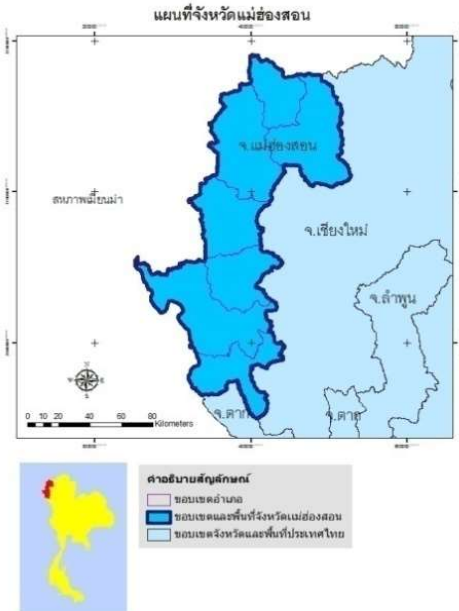 แผนที่จังหวัดแม่ฮ่องสอน
จ.แม่ฮ่องสอน
สหภาพเมียนม่า
จ.เชียงใหม่
จ.ลำพูน
จ.ตาก
จ.ตาก
0 10 20 40 60 80
Kilometers
คำอธิบายสัญลักษณ์
ขอบเขตอำเภอ
ขอบเขตและพื้นที่จังหวัดแม่ฮ่องสอน
ขอบเขตจังหวัดและพื้นที่ประเทศไทย